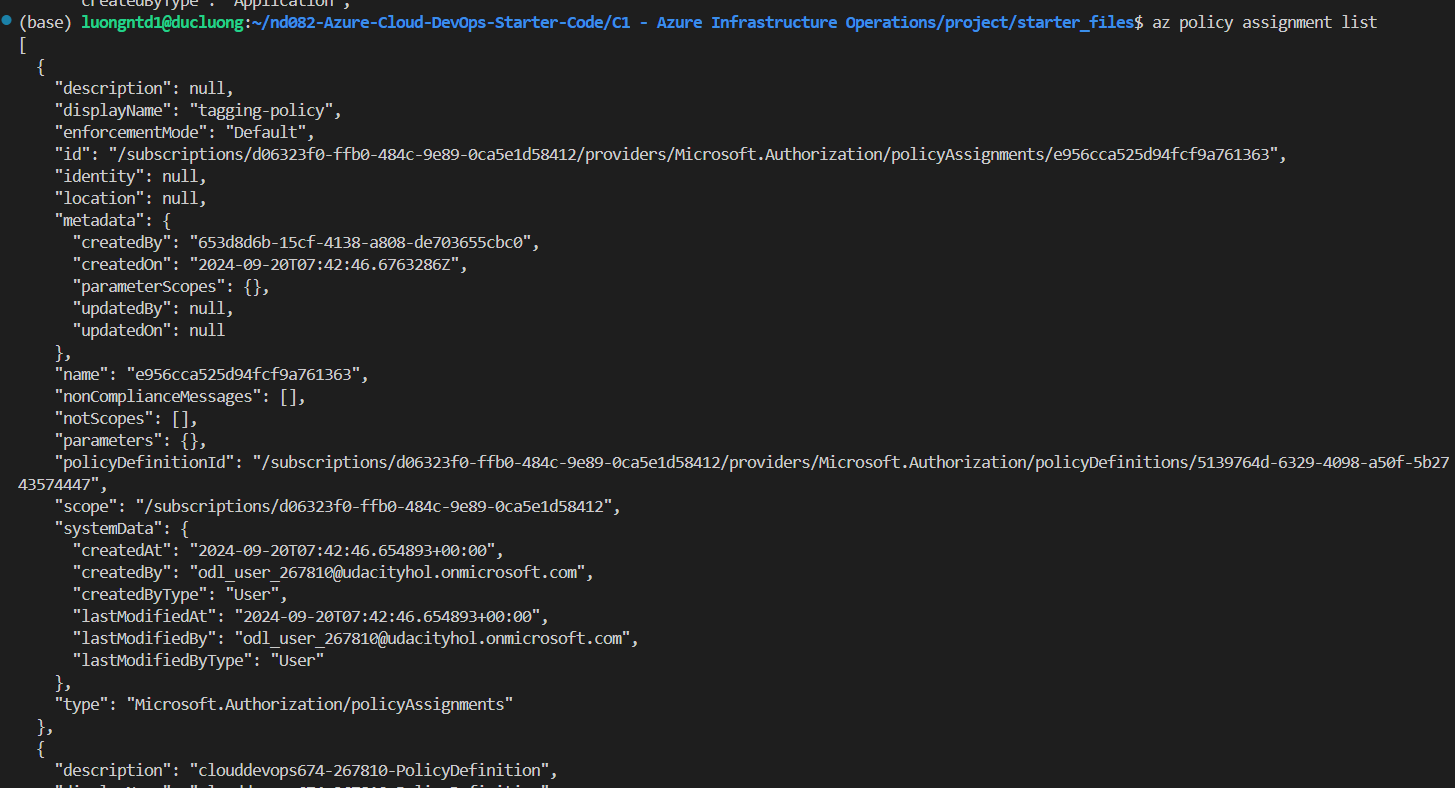 createdByType": "Application",
(base) luongntd1@ducluong:~/nd082-Azure-Cloud-DevOps-Starter-Code/C1 - Azure Infrastructure Operations/project/starter_files$ az policy assignment list
[
  {
    "description": null,
    "displayName": "tagging-policy",
    "enforcementMode": "Default",
    "id": "/subscriptions/d06323f0-ffb0-484c-9e89-0ca5e1d58412/providers/Microsoft.Authorization/policyAssignments/e956cca525d94fcf9a761363",
    "identity": null,
    "location": null,
    "metadata": {
      "createdBy": "653d8d6b-15cf-4138-a808-de703655cbc0",
      "createdOn": "2024-09-20T07:42:46.6763286Z",
      "parameterScopes": {},
      "updatedBy": null,
      "updatedOn": null
    },
    "name": "e956cca525d94fcf9a761363",
    "nonComplianceMessages": [],
    "notScopes": [],
    "parameters": {},
    "policyDefinitionId": "/subscriptions/d06323f0-ffb0-484c-9e89-0ca5e1d58412/providers/Microsoft.Authorization/policyDefinitions/5139764d-6329-4098-a50f-5b27
43574447",
    "scope": "/subscriptions/d06323f0-ffb0-484c-9e89-0ca5e1d58412",
    "systemData": {
      "createdAt": "2024-09-20T07:42:46.654893+00:00",
      "createdBy": "odl_user_267810@udacityhol.onmicrosoft.com",
      "createdByType": "User",
      "lastModifiedAt": "2024-09-20T07:42:46.654893+00:00",
      "lastModifiedBy": "odl_user_267810@udacityhol.onmicrosoft.com",
      "lastModifiedByType": "User"
    },
    "type": "Microsoft.Authorization/policyAssignments"
  },
  {
    "description": "clouddevops674-267810-PolicyDefinition",